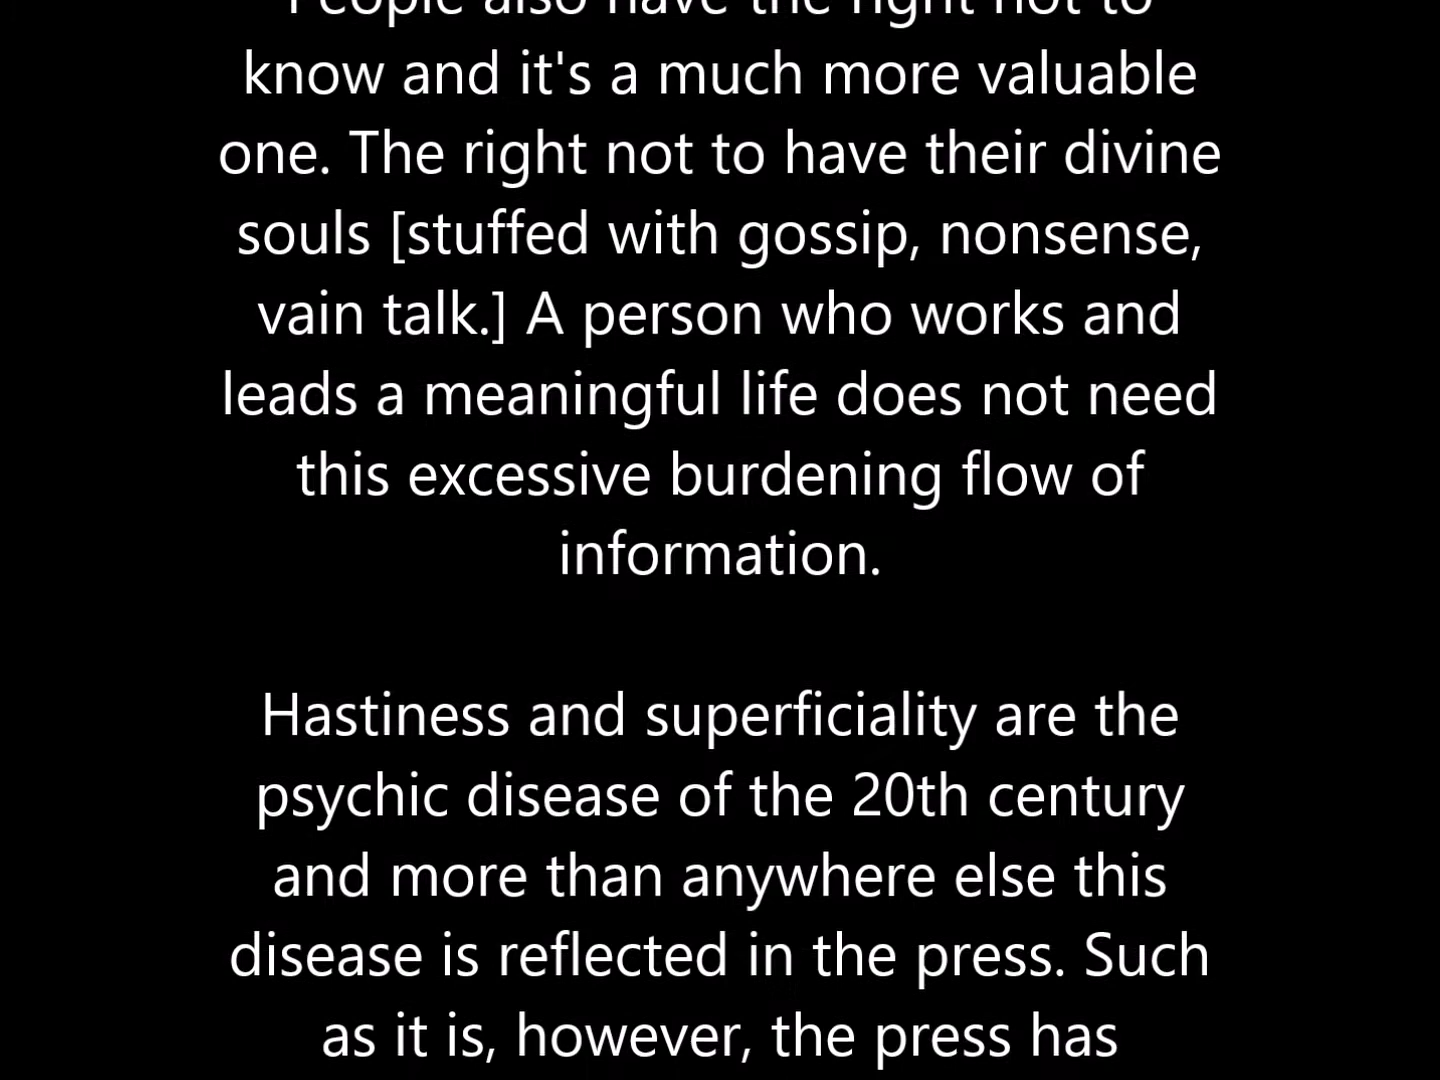 People also have the right not to
know and it's a much more valuable
one. The right not to have their divine
souls [stuffed with gossip, nonsense,
vain talk.] A person who works and
leads a meaningful life does not need
this excessive burdening flow of
information.
Hastiness and superficiality are the
psychic disease of the 20th century
and more than anywhere else this
disease is reflected in the press. Such
as it is, however, the press has